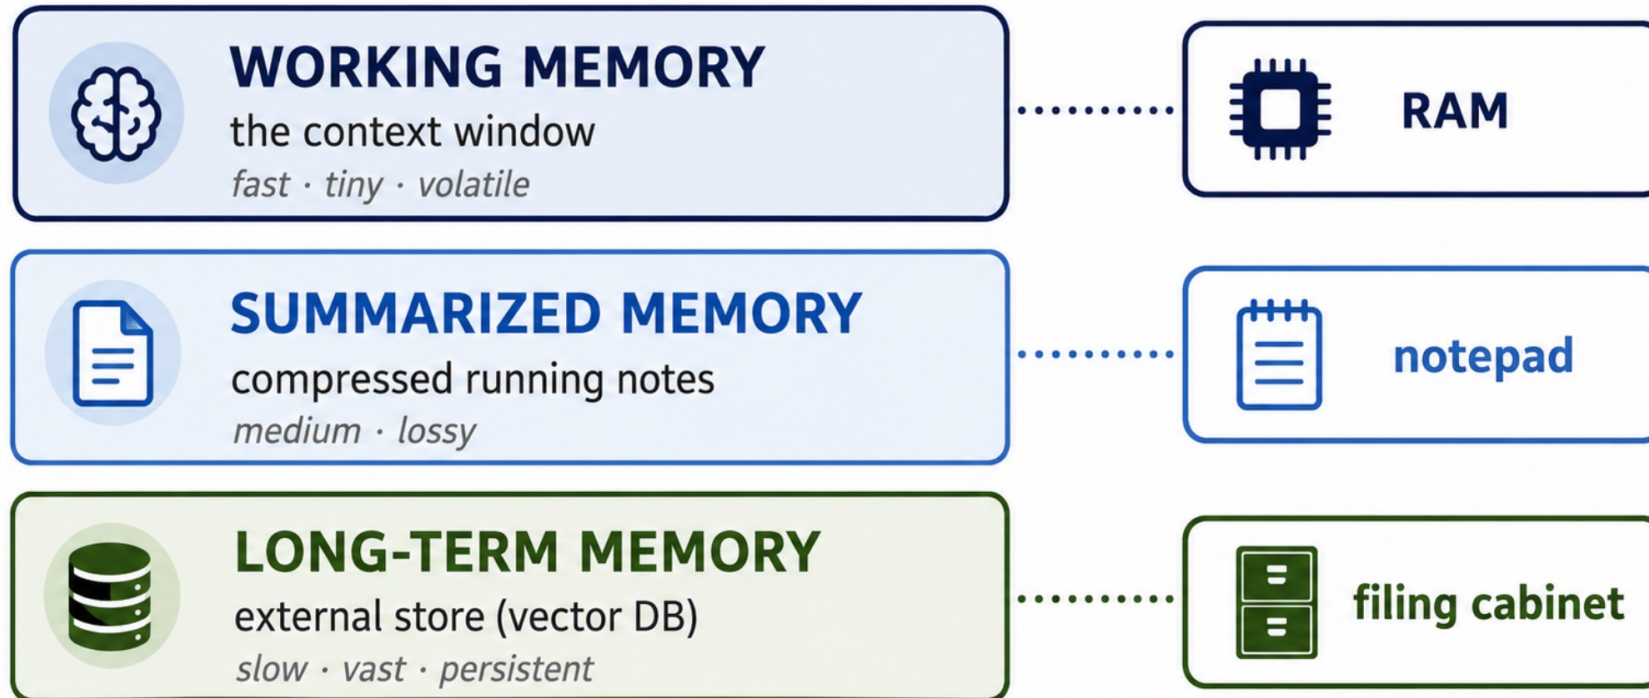 WORKING MEMORY
the context window
fast · tiny · volatile
RAM
SUMMARIZED MEMORY
compressed running notes
medium · lossy
notepad
LONG-TERM MEMORY
external store (vector DB)
slow · vast · persistent
filing cabinet